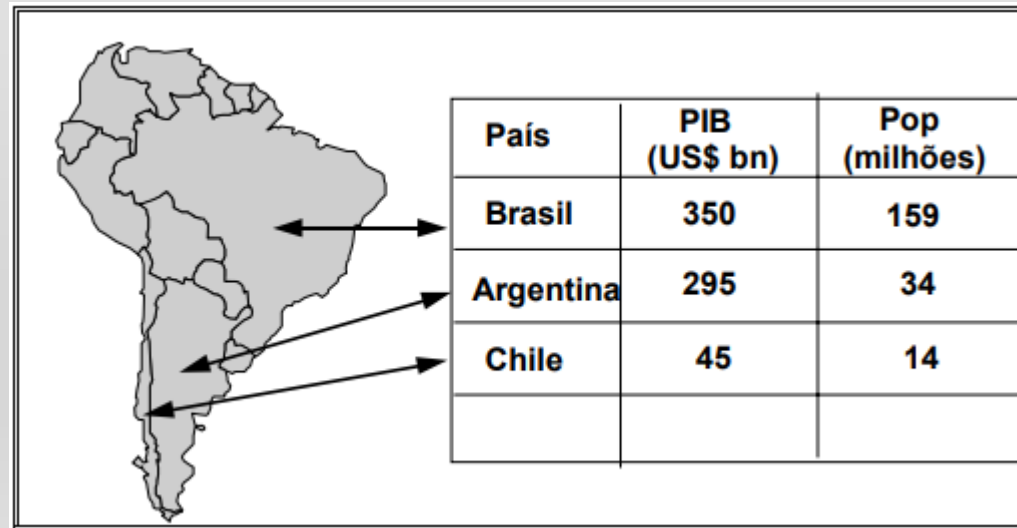 País PIB Pop
(US$ bn) (milhões)
Brasil 350 159
Argentina 295 34
Chile 45 14